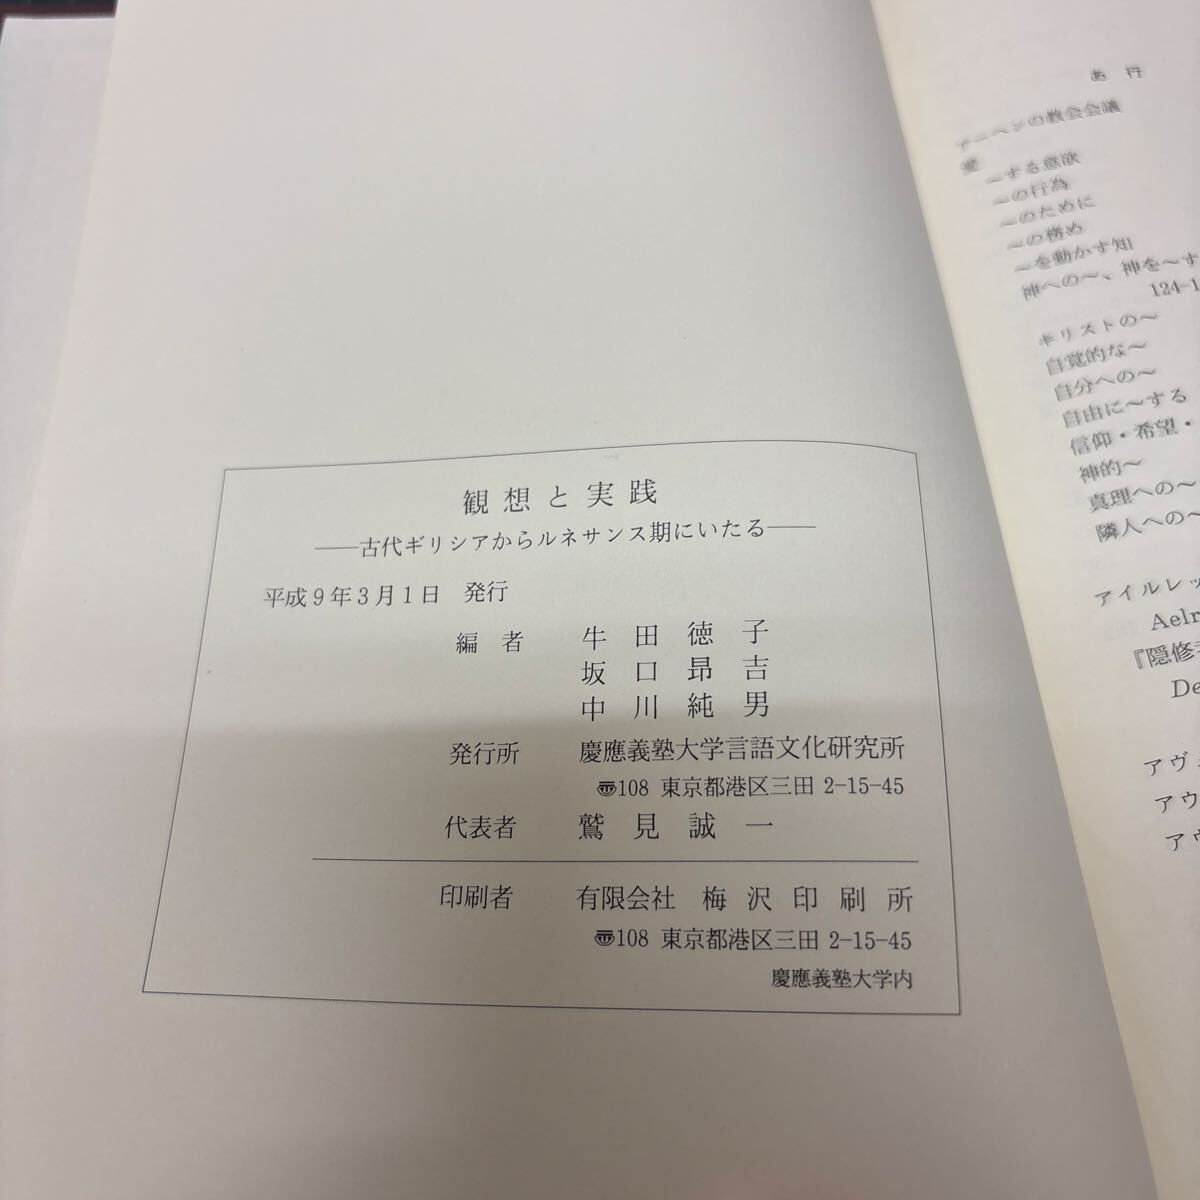 観想と実践
――古代ギリシアからルネサンス期にいたる――
平成9年3月1日 発行
編者 牛田徳子
坂口昂吉
中川純男
発行所 慶應義塾大学言語文化研究所
〠108 東京都港区三田 2-15-45
代表者 鷲見誠一
印刷者 有限会社 梅沢印刷所
〠108 東京都港区三田 2-15-45
慶應義塾大学内
あ 行
アーヘンの教会会議
愛
～する意欲
～の行為
～のために
～の務め
～を動かす知
神への～、神を～す
124-1
キリストの～
自覚的な～
自分への～
自由に～する
信仰・希望・
神的～
真理への～
隣人への～
アイルレッ
Aelr
『隠修
De
アヴ
アウ
アヴ